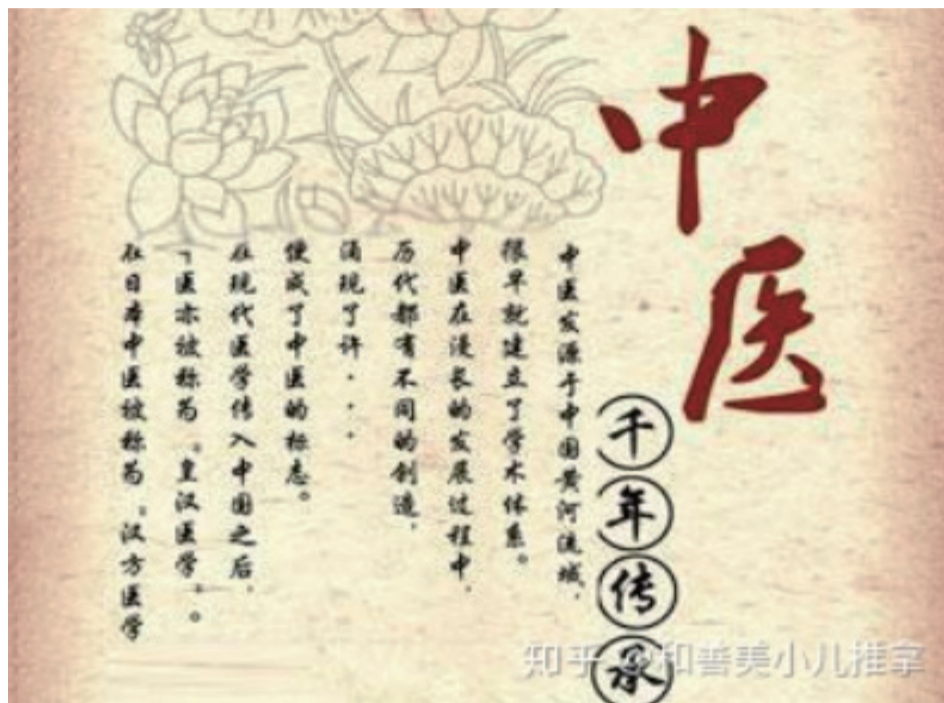 中医
千年传承
中医发源于中国黄河流域，
很早就建立了学术体系。
中医在漫长的发展过程中，
历代都有不同的创造，
涌现了许···
便成了中医的标志。
在现代医学传入中国之后，
医亦被称为。皇汉医学。。
在日本中医被称为。汉方医学
知乎 @和善美小儿推拿